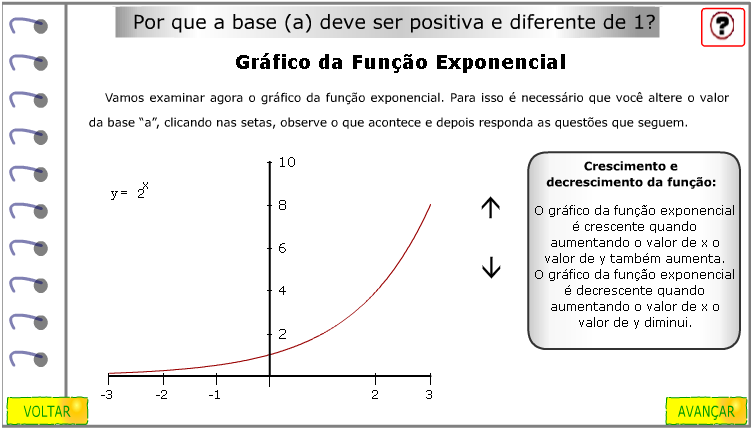 Por que a base (a) deve ser positiva e diferente de 1?
?
Gráfico da Função Exponencial
Vamos examinar agora o gráfico da função exponencial. Para isso é necessário que você altere o valor
da base “a”, clicando nas setas, observe o que acontece e depois responda as questões que seguem.
y = 2^x
10
8
6
4
2
-3 -2 -1 2 3
Crescimento e
decrescimento da função:
O gráfico da função exponencial
é crescente quando
aumentando o valor de x o
valor de y também aumenta.
O gráfico da função exponencial
é decrescente quando
aumentando o valor de x o
valor de y diminui.
VOLTAR
AVANÇAR